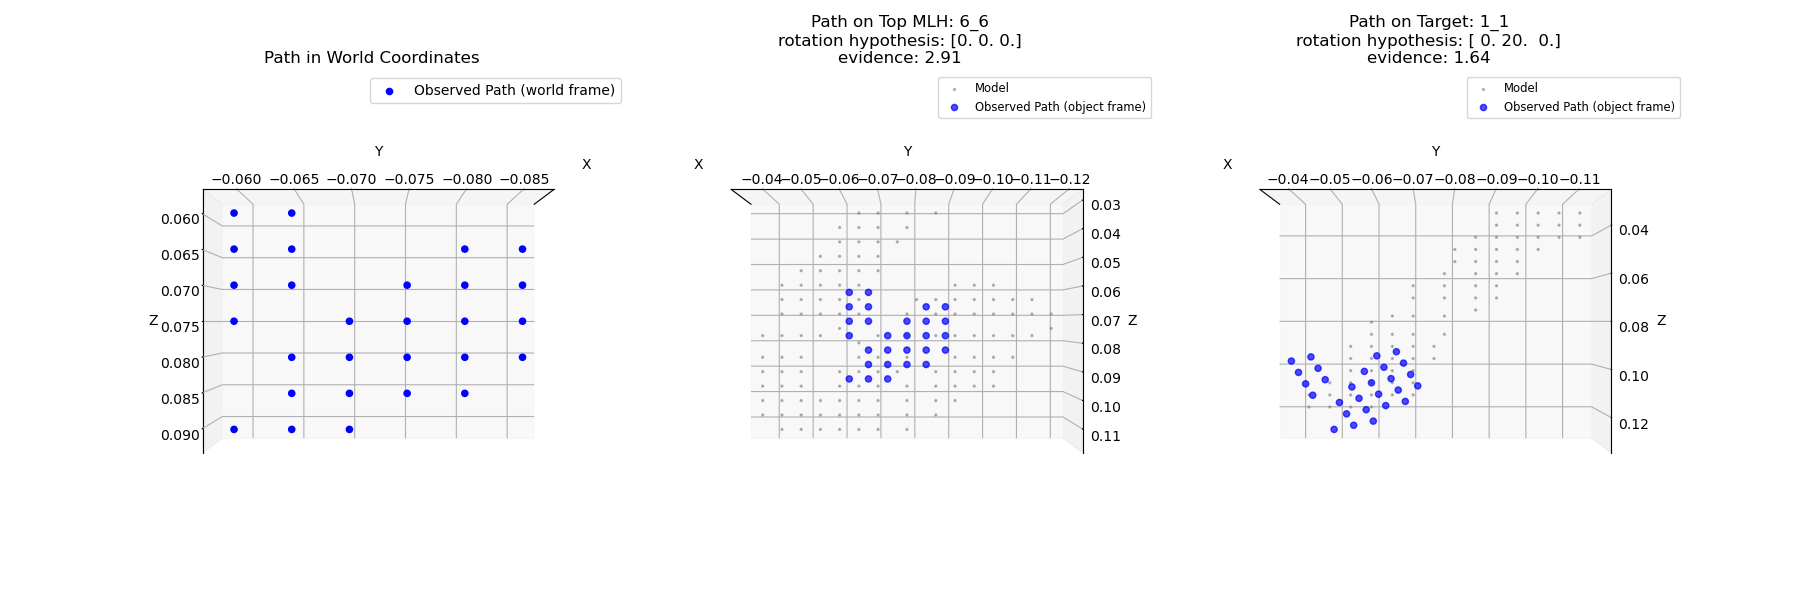 Path in World Coordinates
Observed Path (world frame)
Y
X
−0.060 −0.065 −0.070 −0.075 −0.080 −0.085
0.060
0.065
0.070
Z 0.075
0.080
0.085
0.090
Path on Top MLH: 6_6
rotation hypothesis: [0. 0. 0.]
evidence: 2.91
Model
Observed Path (object frame)
Y
X
−0.04 −0.05 −0.06 −0.07 −0.08 −0.09 −0.10 −0.11 −0.12
0.03
0.04
0.05
0.06
0.07 Z
0.08
0.09
0.10
0.11
Path on Target: 1_1
rotation hypothesis: [ 0. 20.  0.]
evidence: 1.64
Model
Observed Path (object frame)
Y
X
−0.04 −0.05 −0.06 −0.07 −0.08 −0.09 −0.10 −0.11
0.04
0.06
Z
0.08
0.10
0.12